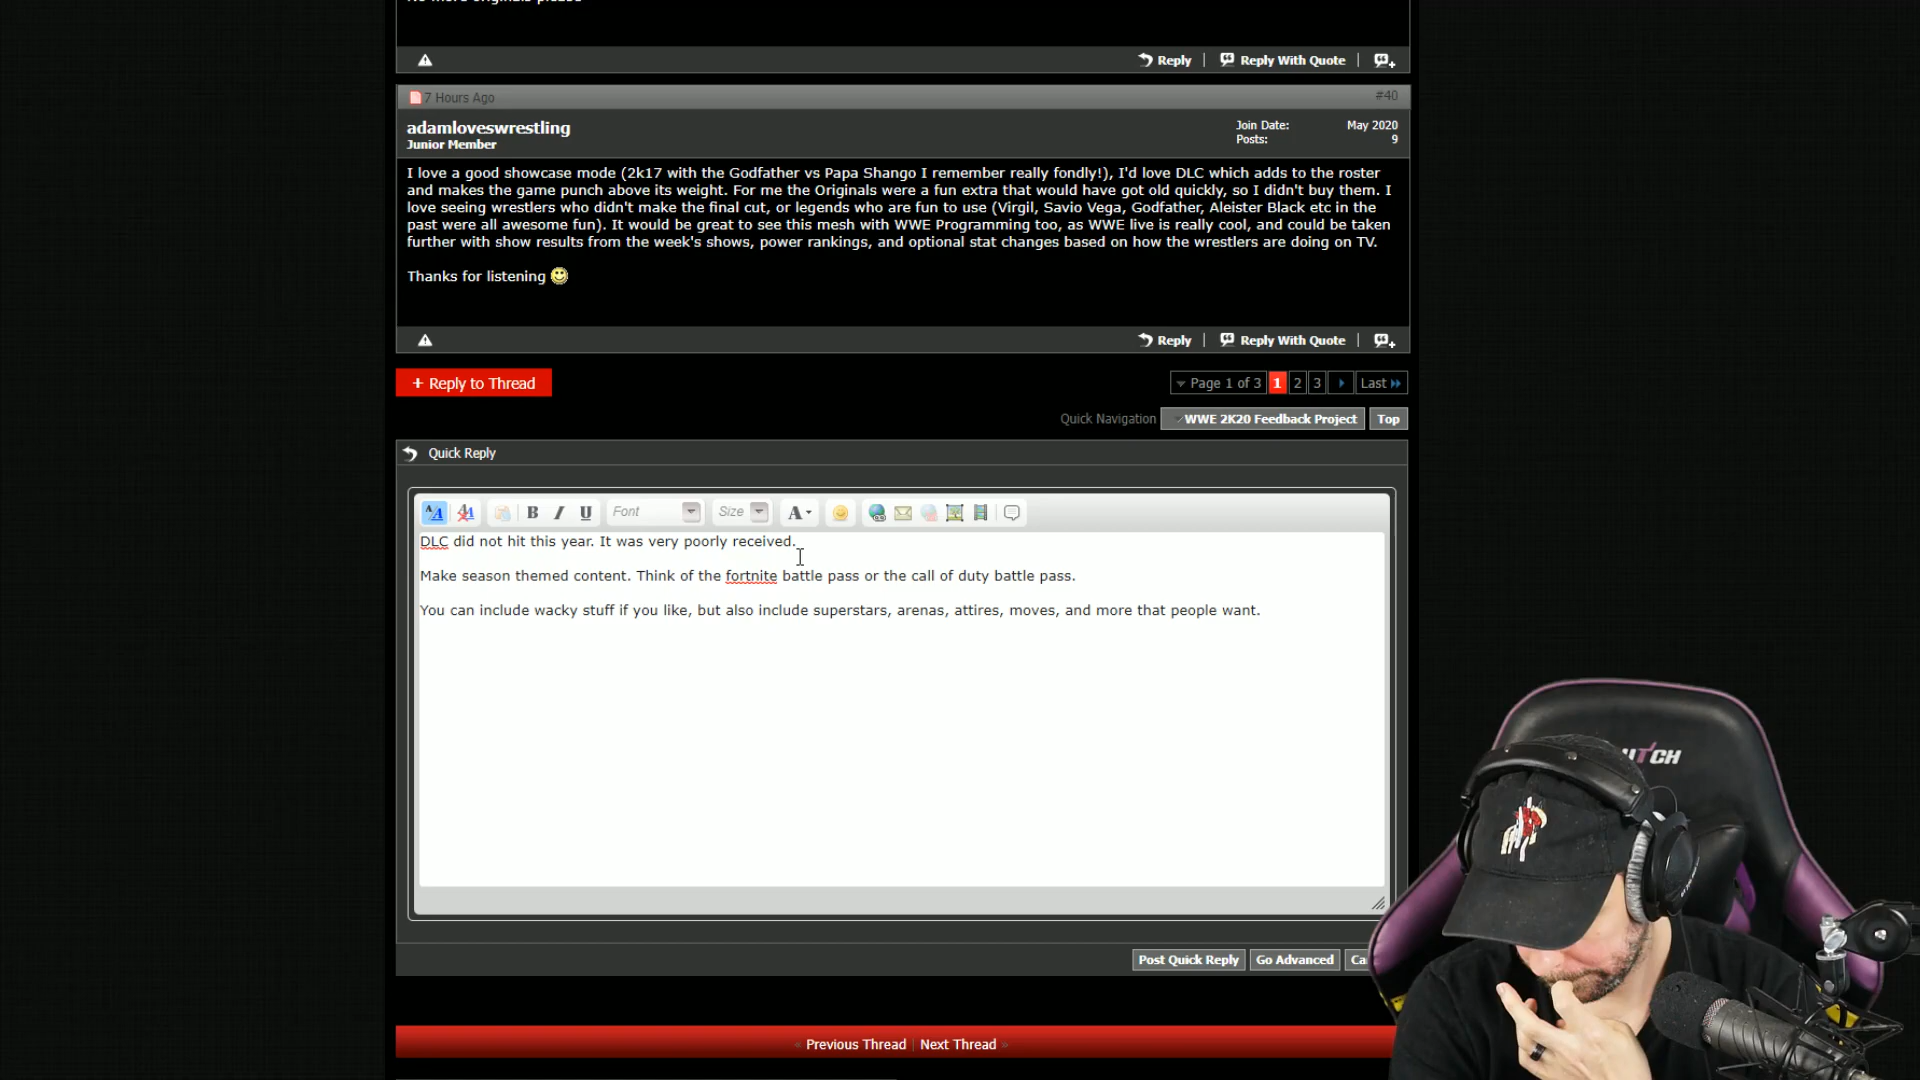 Reply | Reply With Quote |
7 Hours Ago #40
adamloveswrestling
Junior Member
Join Date: May 2020
Posts: 9
I love a good showcase mode (2k17 with the Godfather vs Papa Shango I remember really fondly!), I'd love DLC which adds to the roster
and makes the game punch above its weight. For me the Originals were a fun extra that would have got old quickly, so I didn't buy them. I
love seeing wrestlers who didn't make the final cut, or legends who are fun to use (Virgil, Savio Vega, Godfather, Aleister Black etc in the
past were all awesome fun). It would be great to see this mesh with WWE Programming too, as WWE live is really cool, and could be taken
further with show results from the week's shows, power rankings, and optional stat changes based on how the wrestlers are doing on TV.
Thanks for listening
Reply | Reply With Quote |
+ Reply to Thread
Page 1 of 3 1 2 3 Last
Quick Navigation WWE 2K20 Feedback Project Top
Quick Reply
B I U Font Size A
DLC did not hit this year. It was very poorly received.
Make season themed content. Think of the fortnite battle pass or the call of duty battle pass.
You can include wacky stuff if you like, but also include superstars, arenas, attires, moves, and more that people want.
Post Quick Reply Go Advanced
« Previous Thread | Next Thread »